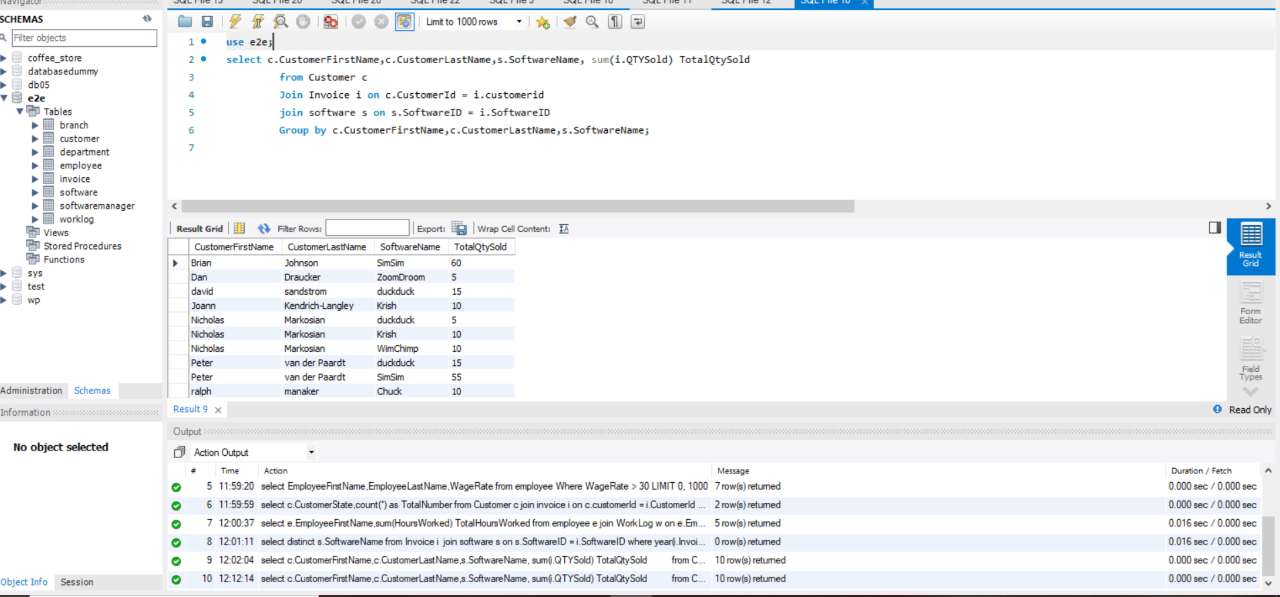 Navigator
SQL File 19 SQL File 20 SQL File 20 SQL File 22 SQL File 9 SQL File 10 SQL File 11 SQL File 12
SCHEMAS
Filter objects
Limit to 1000 rows
coffee_store
databasedummy
db05
e2e
Tables
branch
customer
department
employee
invoice
software
softwaremanager
worklog
Views
Stored Procedures
Functions
sys
test
wp
1 use e2e;
2 select c.CustomerFirstName,c.CustomerLastName,s.SoftwareName, sum(i.QTYSold) TotalQtySold
3 from Customer c
4 Join Invoice i on c.CustomerId = i.customerid
5 join software s on s.SoftwareID = i.SoftwareID
6 Group by c.CustomerFirstName,c.CustomerLastName,s.SoftwareName;
7
Result Grid Filter Rows: Export: Wrap Cell Content:
CustomerFirstName CustomerLastName SoftwareName TotalQtySold
Brian Johnson SimSim 60
Dan Draucker ZoomDroom 5
david sandstrom duckduck 15
Joann Kendrich-Langley Krish 10
Nicholas Markosian duckduck 5
Nicholas Markosian Krish 10
Nicholas Markosian WimChimp 10
Peter van der Paardt duckduck 15
Peter van der Paardt SimSim 55
ralph manaker Chuck 10
Result
Grid
Form
Editor
Field
Types
Administration Schemas
Information
No object selected
Object Info Session
Result 9
Read Only
Output
Action Output
# Time Action Message Duration / Fetch
5 11:59:20 select EmployeeFirstName,EmployeeLastName,WageRate from employee Where WageRate > 30 LIMIT 0, 1000 7 row(s) returned 0.000 sec / 0.000 sec
6 11:59:59 select c.CustomerState,count(*) as TotalNumber from Customer c join invoice i on c.customerId = i.CustomerId ... 2 row(s) returned 0.000 sec / 0.000 sec
7 12:00:37 select e.EmployeeFirstName,sum(HoursWorked) TotalHoursWorked from employee e join WorkLog w on e.Em... 5 row(s) returned 0.016 sec / 0.000 sec
8 12:01:11 select distinct s.SoftwareName from Invoice i join software s on s.SoftwareID = i.SoftwareID where year(i.Invoi... 0 row(s) returned 0.016 sec / 0.000 sec
9 12:02:04 select c.CustomerFirstName,c.CustomerLastName,s.SoftwareName, sum(i.QTYSold) TotalQtySold from C... 10 row(s) returned 0.000 sec / 0.000 sec
10 12:12:14 select c.CustomerFirstName,c.CustomerLastName,s.SoftwareName, sum(i.QTYSold) TotalQtySold from C... 10 row(s) returned 0.000 sec / 0.000 sec